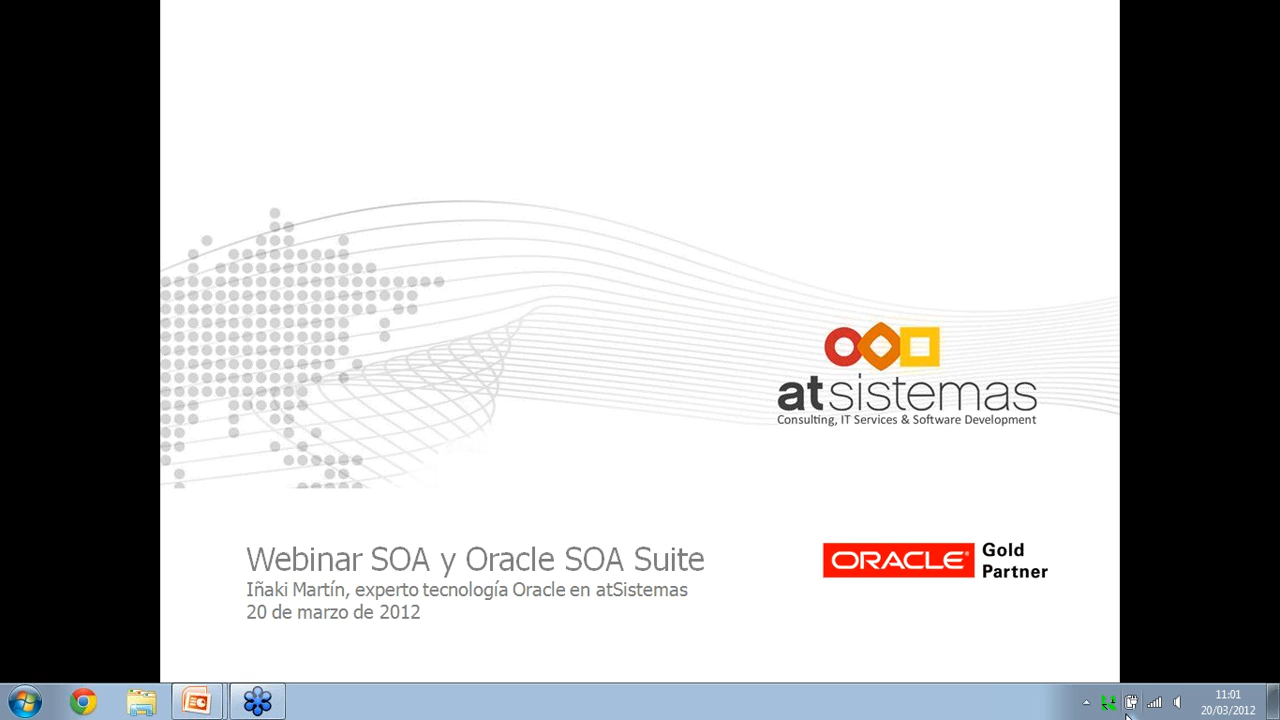 atsistemas
Consulting, IT Services & Software Development
Webinar SOA y Oracle SOA Suite
Iñaki Martín, experto tecnología Oracle en atSistemas
20 de marzo de 2012
ORACLE®
Gold
Partner
11:01
20/03/2012